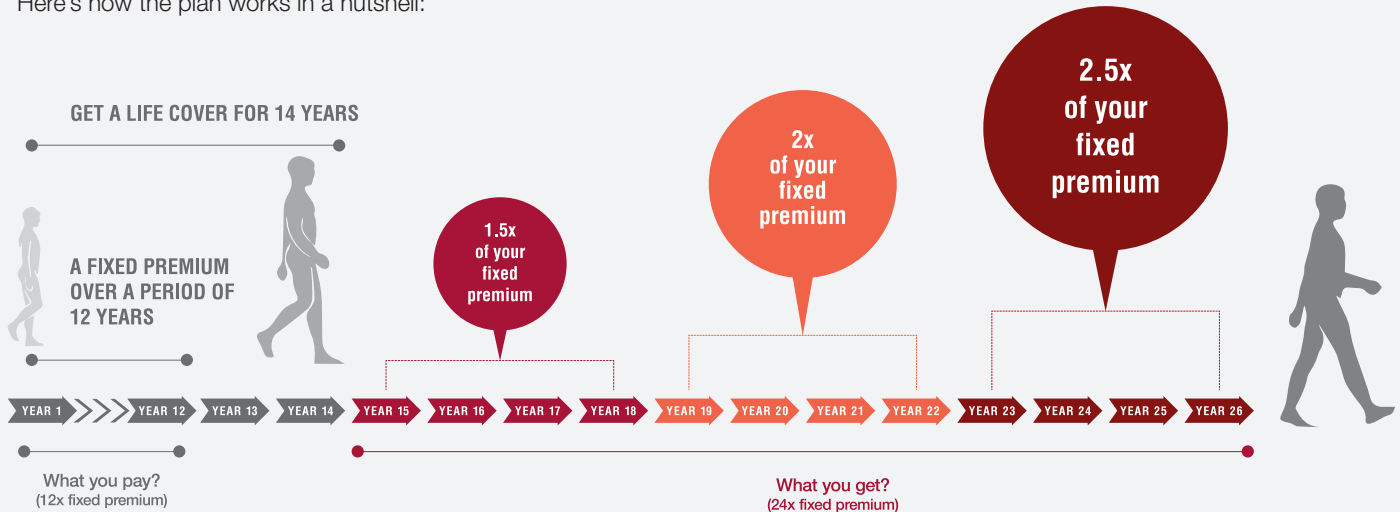 Here's how the plan works in a nutshell:
GET A LIFE COVER FOR 14 YEARS
A FIXED PREMIUM
OVER A PERIOD OF
12 YEARS
1.5x
of your
fixed
premium
2x
of your
fixed
premium
2.5x
of your
fixed
premium
YEAR 1 YEAR 12 YEAR 13 YEAR 14 YEAR 15 YEAR 16 YEAR 17 YEAR 18 YEAR 19 YEAR 20 YEAR 21 YEAR 22 YEAR 23 YEAR 24 YEAR 25 YEAR 26
What you pay?
(12x fixed premium)
What you get?
(24x fixed premium)